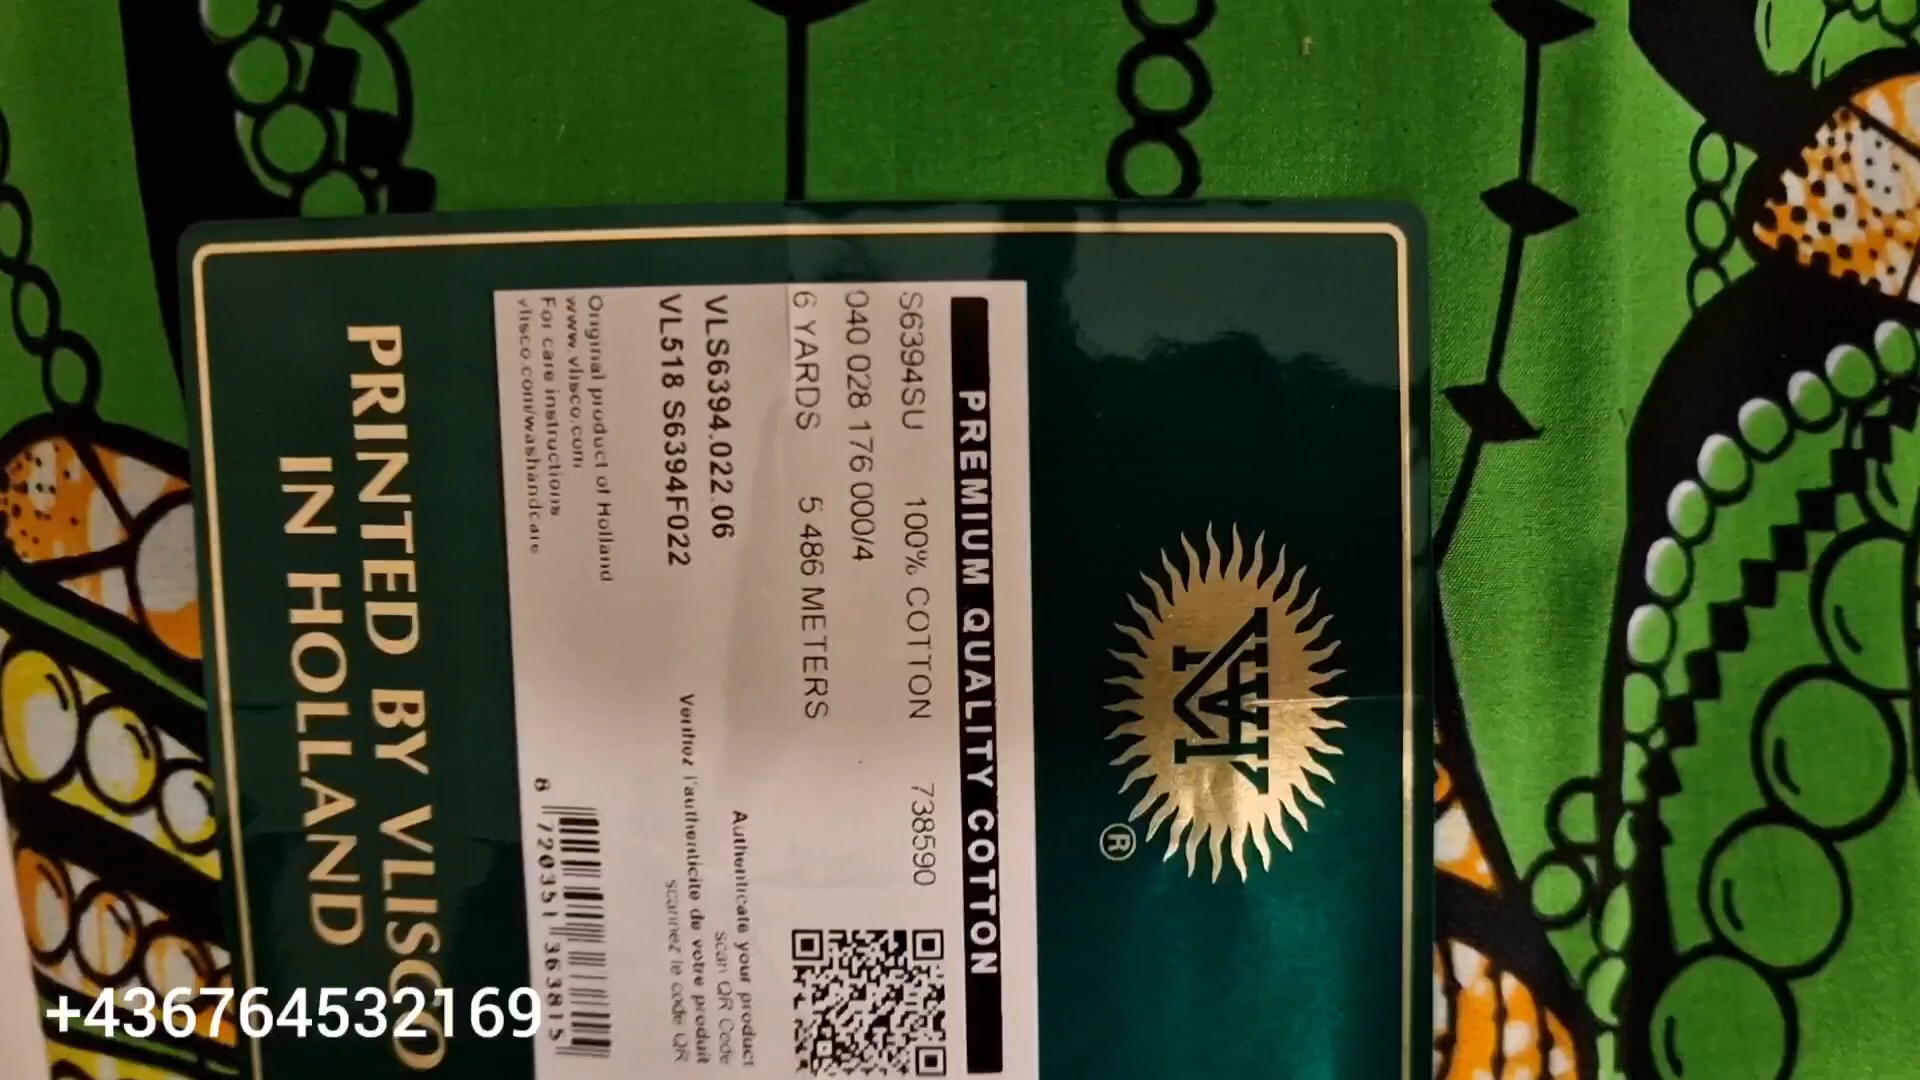 VK
®
PREMIUM QUALITY COTTON
S6394SU 100% COTTON 738590
040 028 176 000/4
6 YARDS 5 486 METERS
VLS6394.022.06
VL518 S6394F022
Authenticate your product
scan QR Code
Verifiez l'authenticite de votre produit
scannez le code QR
Original product of Holland
www.vlisco.com
For care instructions
vlisco.com/washandcare
8 720351 363815
PRINTED BY VLISCO
IN HOLLAND
+436764532169